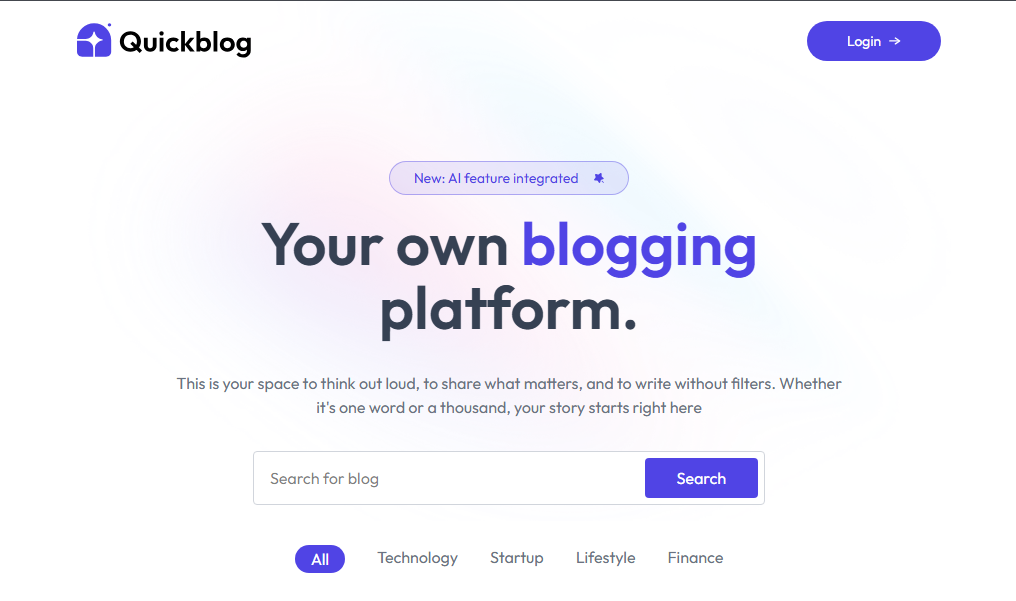 Quickblog
Login →
New: AI feature integrated
Your own blogging
platform.
This is your space to think out loud, to share what matters, and to write without filters. Whether
it's one word or a thousand, your story starts right here
Search for blog
Search
All
Technology
Startup
Lifestyle
Finance